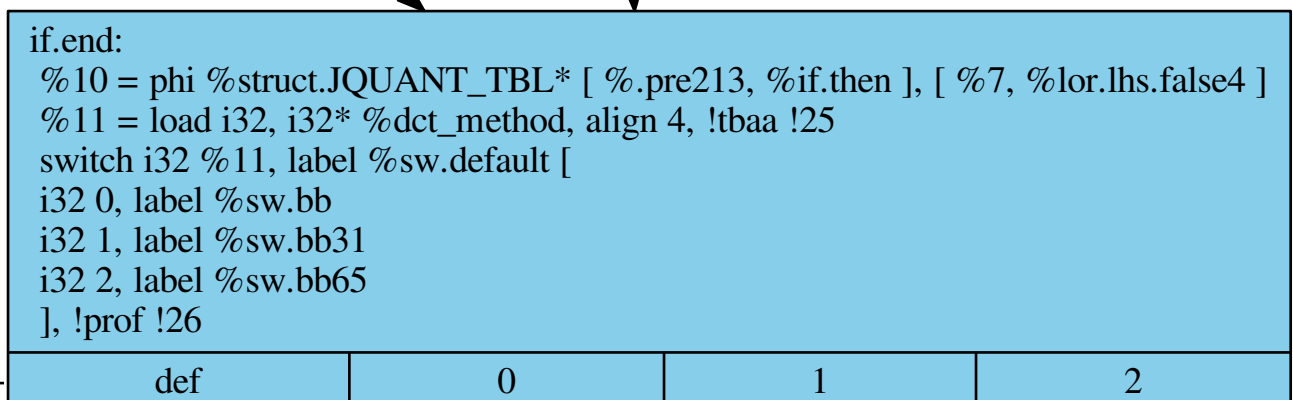 if.end:
%10 = phi %struct.JQUANT_TBL* [ %.pre213, %if.then ], [ %7, %lor.lhs.false4 ]
%11 = load i32, i32* %dct_method, align 4, !tbaa !25
switch i32 %11, label %sw.default [
i32 0, label %sw.bb
i32 1, label %sw.bb31
i32 2, label %sw.bb65
], !prof !26
def 0 1 2